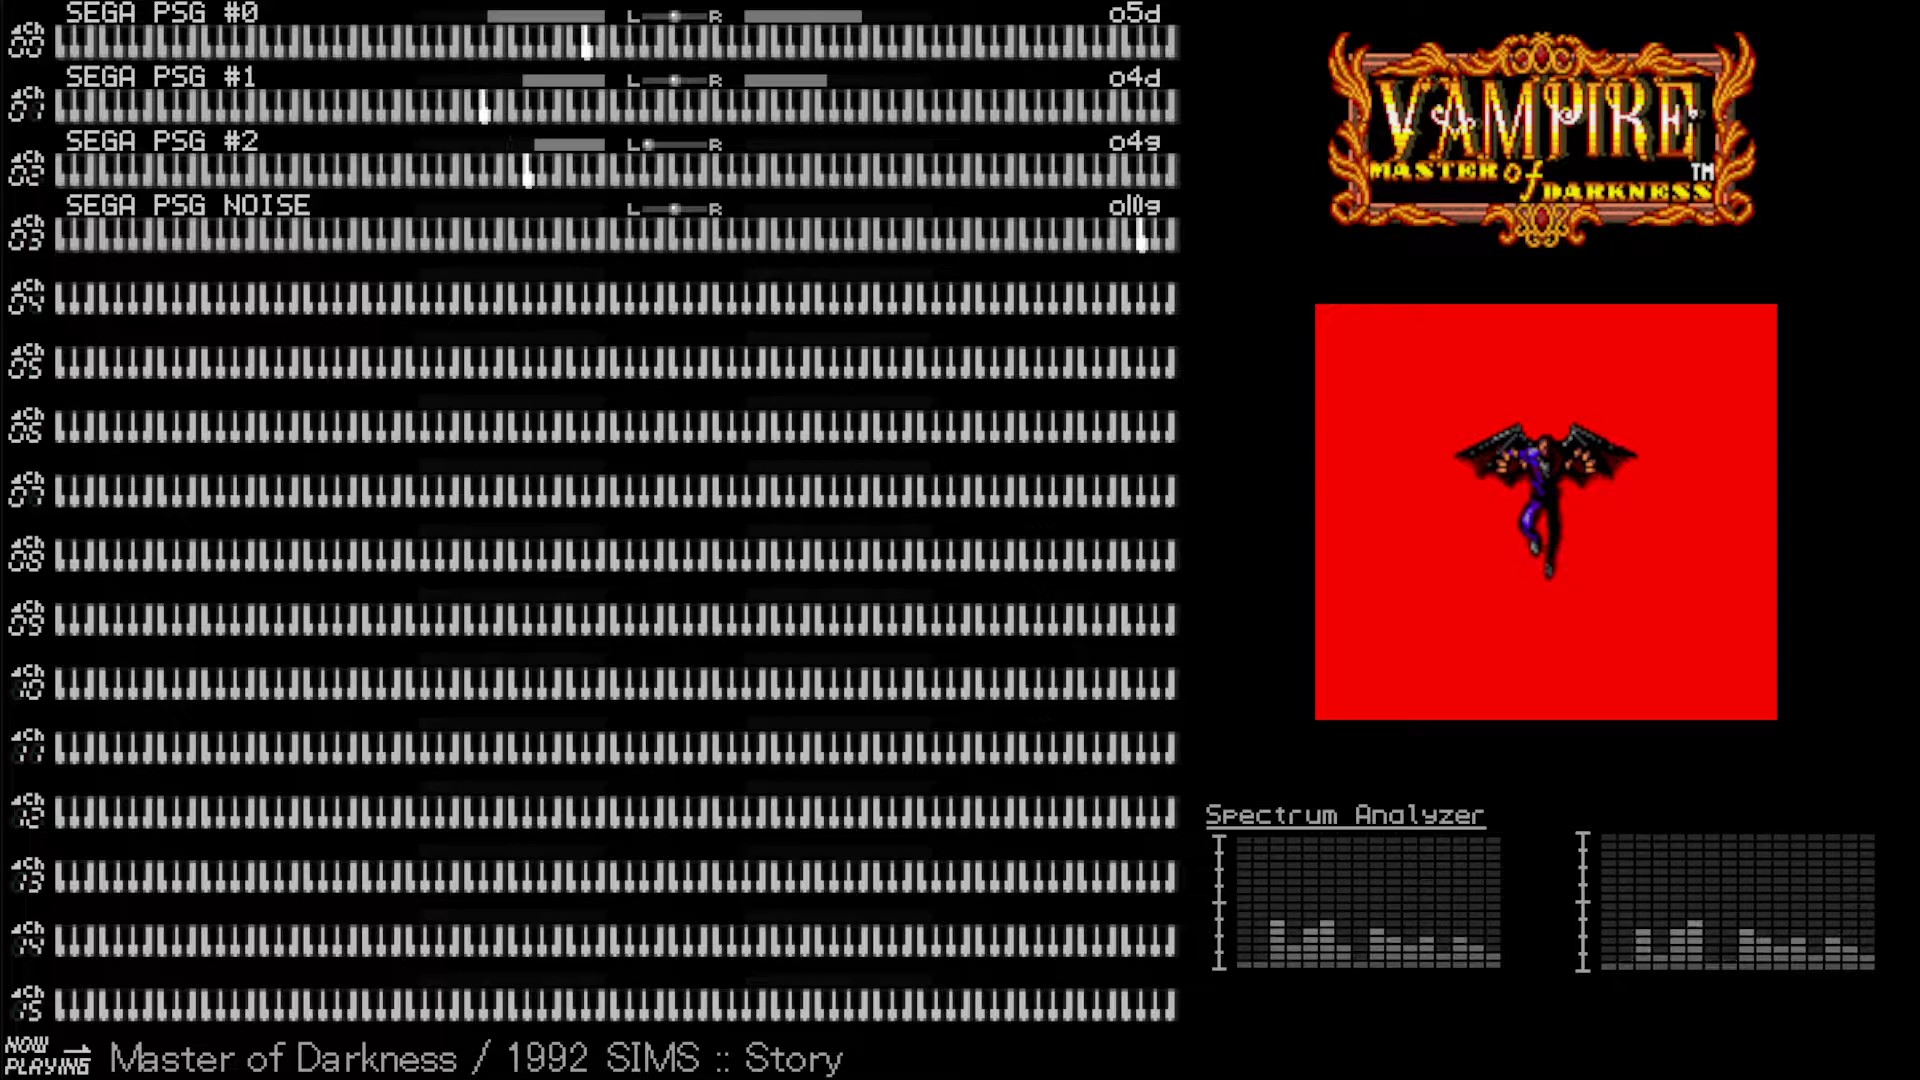 SEGA PSG #0 L R o5d
SEGA PSG #1 L R o4d
SEGA PSG #2 L R o4g
SEGA PSG NOISE L R o10g
VAMPIRE
MASTER of DARKNESS TM
Spectrum Analyzer
NOW PLAYING Master of Darkness / 1992 SIMS :: Story